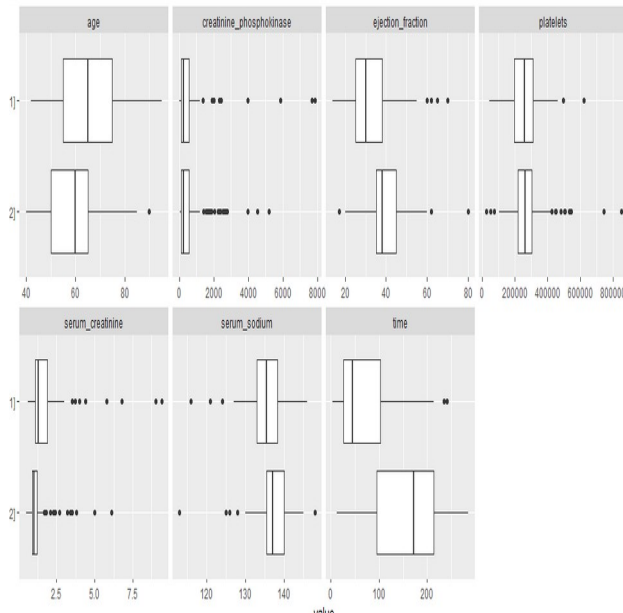 age creatinine_phosphokinase ejection_fraction platelets
1]
2]
40 60 80 0 2000 4000 6000 8000 20 40 60 80 0 200000 400000 600000 800000
serum_creatinine serum_sodium time
1]
2]
2.5 5.0 7.5 120 130 140 0 100 200
value